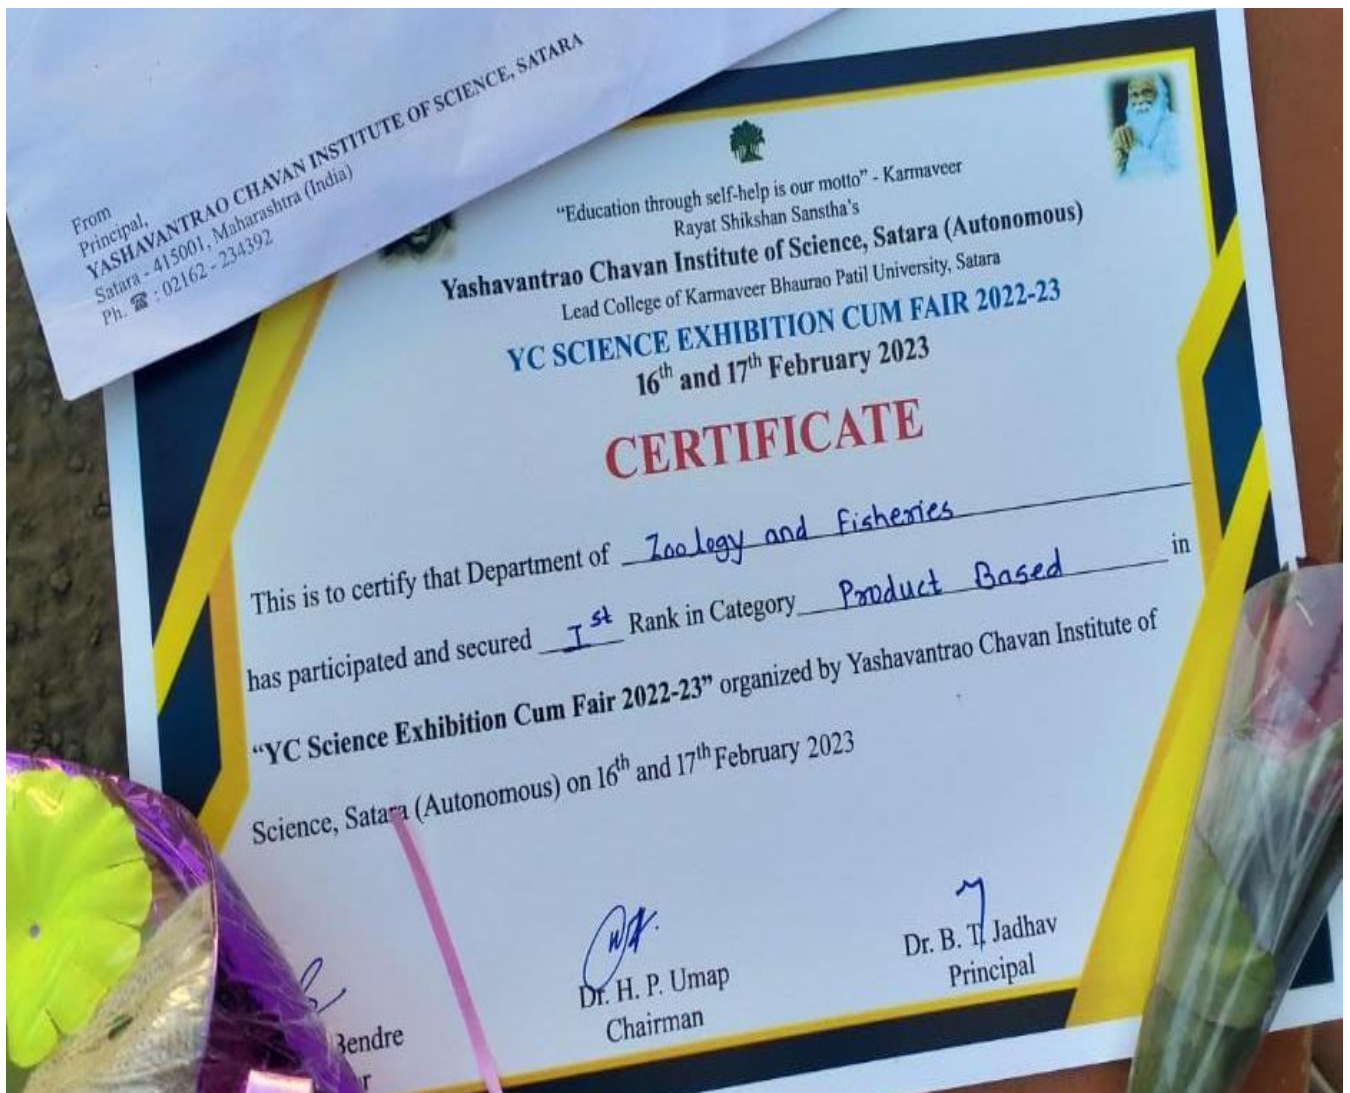 From
Principal,
YASHAVANTRAO CHAVAN INSTITUTE OF SCIENCE, SATARA
Satara - 415001, Maharashtra (India)
Ph. ☎ : 02162 - 234392
“Education through self-help is our motto” - Karmaveer
Rayat Shikshan Sanstha's
Yashavantrao Chavan Institute of Science, Satara (Autonomous)
Lead College of Karmaveer Bhaurao Patil University, Satara
YC SCIENCE EXHIBITION CUM FAIR 2022-23
16th and 17th February 2023
CERTIFICATE
This is to certify that Department of Zoology and Fisheries
has participated and secured Ist Rank in Category Product Based in
“YC Science Exhibition Cum Fair 2022-23” organized by Yashavantrao Chavan Institute of
Science, Satara (Autonomous) on 16th and 17th February 2023
Bendre
Dr. H. P. Umap
Chairman
Dr. B. T. Jadhav
Principal